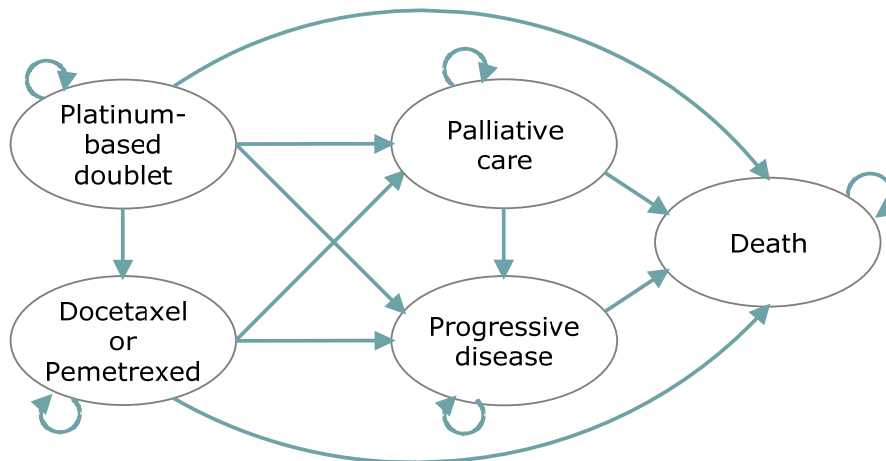 Platinum-
based
doublet
Palliative
care
Death
Docetaxel
or
Pemetrexed
Progressive
disease